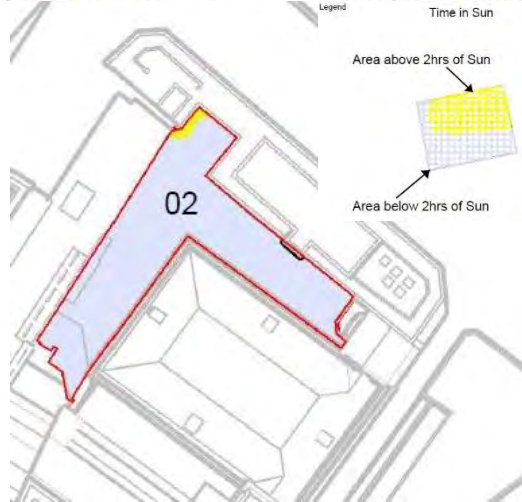 Legend
Time in Sun
Area above 2hrs of Sun
Area below 2hrs of Sun
02